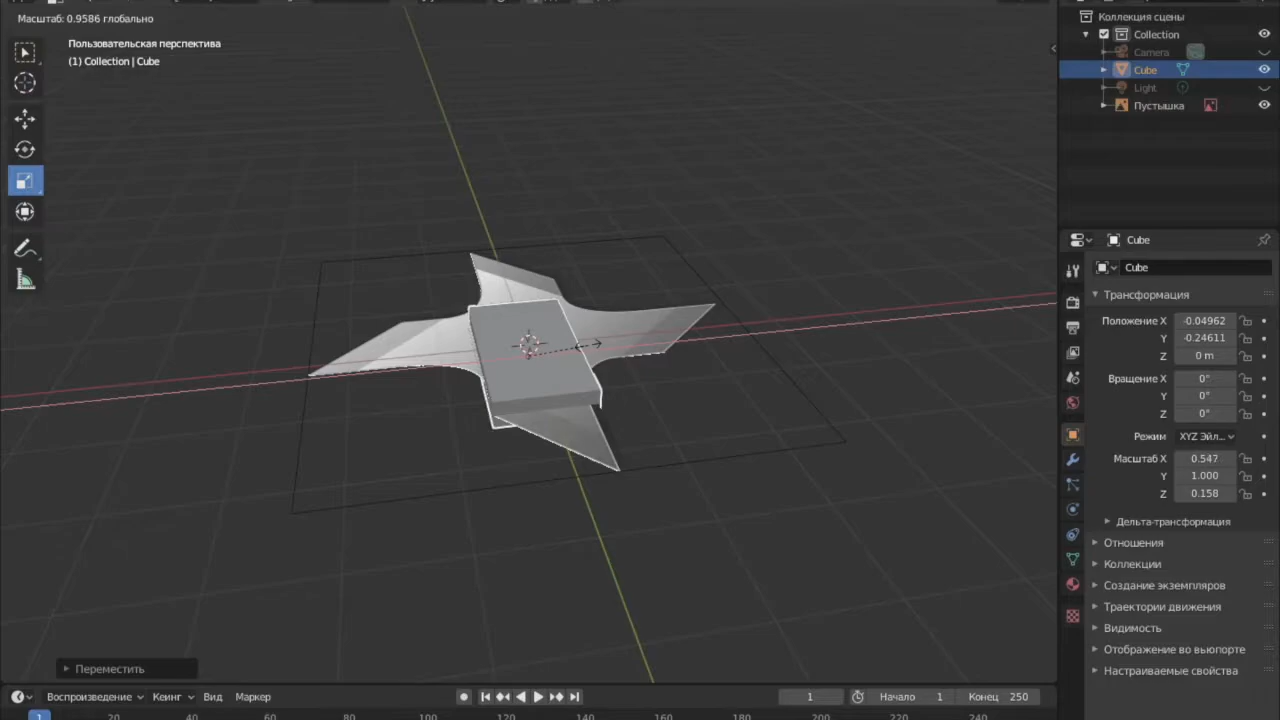 Масштаб: 0.9586 глобально
Пользовательская перспектива
(1) Collection | Cube
Переместить
Воспроизведение
Кеинг
Вид
Маркер
1
Начало 1
Конец 250
1
20
60
80
100
120
140
160
180
200
220
240
Коллекция сцены
Collection
Camera
Cube
Light
Пустышка
Cube
Cube
Трансформация
Положение X -0.04962
Y -0.24611
Z 0 m
Вращение X 0°
Y 0°
Z 0°
Режим XYZ Эйл...
Масштаб X 0.547
Y 1.000
Z 0.158
Дельта-трансформация
Отношения
Коллекции
Создание экземпляров
Траектории движения
Видимость
Отображение во вьюпорте
Настраиваемые свойства